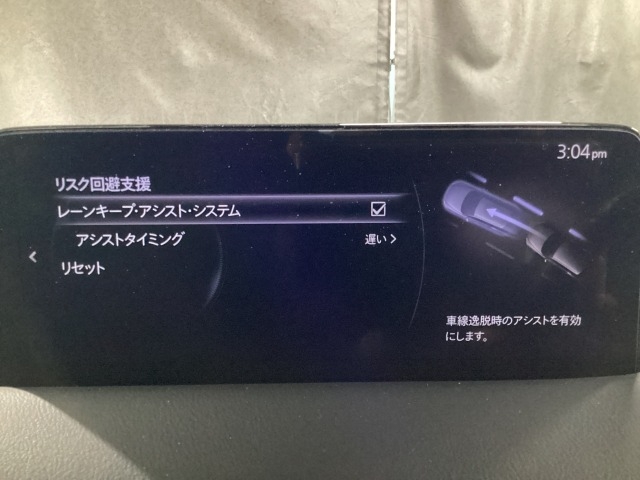 3:04pm
リスク回避支援
レーンキープ・アシスト・システム
アシストタイミング 遅い
リセット
車線逸脱時のアシストを有効
にします。